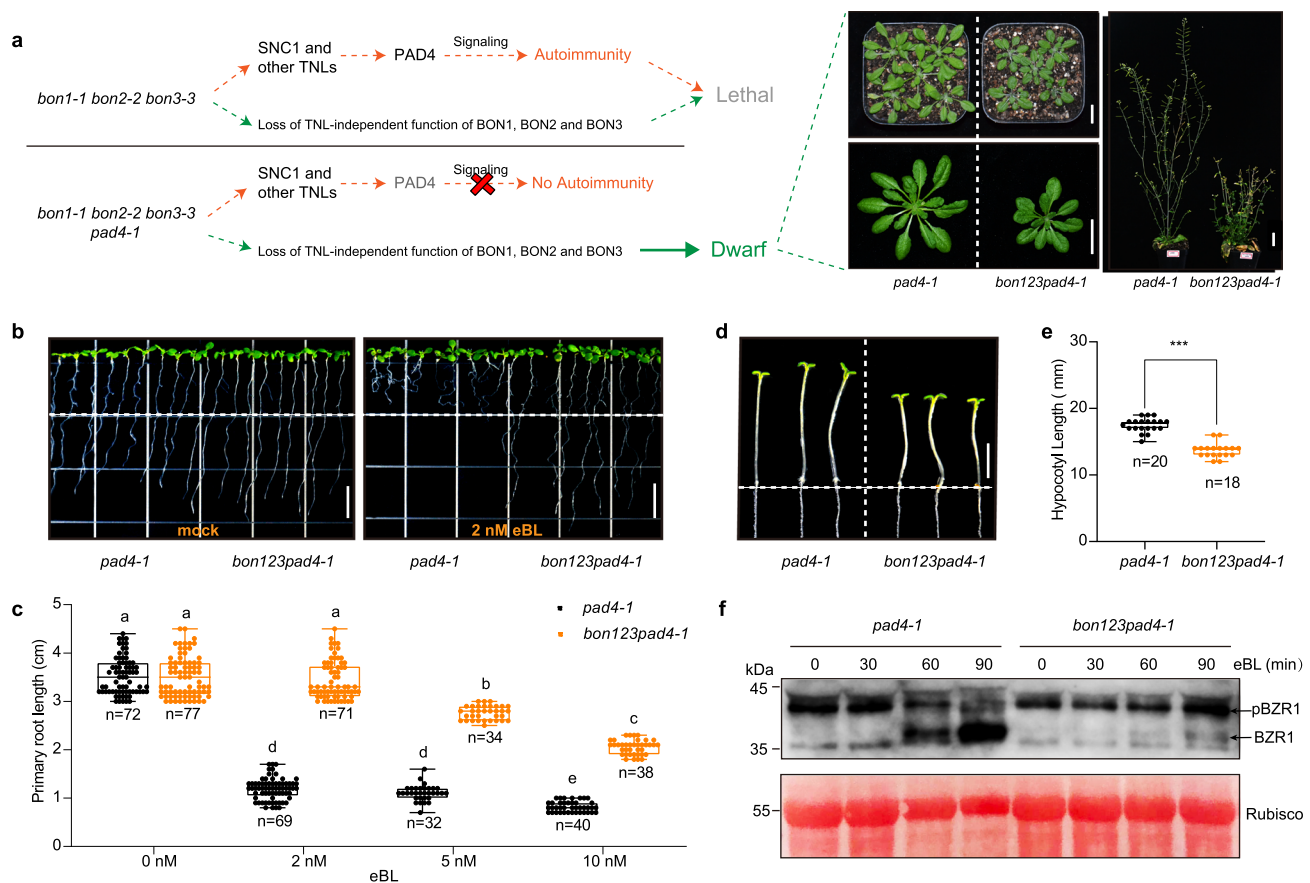 a
SNC1 and
other TNLs
PAD4
Signaling
Autoimmunity
bon1-1 bon2-2 bon3-3
Lethal
Loss of TNL-independent function of BON1, BON2 and BON3
SNC1 and
other TNLs
PAD4
Signaling
No Autoimmunity
bon1-1 bon2-2 bon3-3
pad4-1
Loss of TNL-independent function of BON1, BON2 and BON3
Dwarf
pad4-1
bon123pad4-1
pad4-1
bon123pad4-1
b
mock
2 nM eBL
pad4-1
bon123pad4-1
pad4-1
bon123pad4-1
d
pad4-1
bon123pad4-1
e
Hypocotyl Length (mm)
30
20
10
0
***
n=20
n=18
pad4-1
bon123pad4-1
c
Primary root length (cm)
5
4
3
2
1
0
pad4-1
bon123pad4-1
a
a
a
b
c
d
d
e
n=72
n=77
n=71
n=34
n=38
n=69
n=32
n=40
0 nM
2 nM
5 nM
10 nM
eBL
f
pad4-1
bon123pad4-1
kDa
0
30
60
90
0
30
60
90
eBL (min)
45
pBZR1
BZR1
35
55
Rubisco